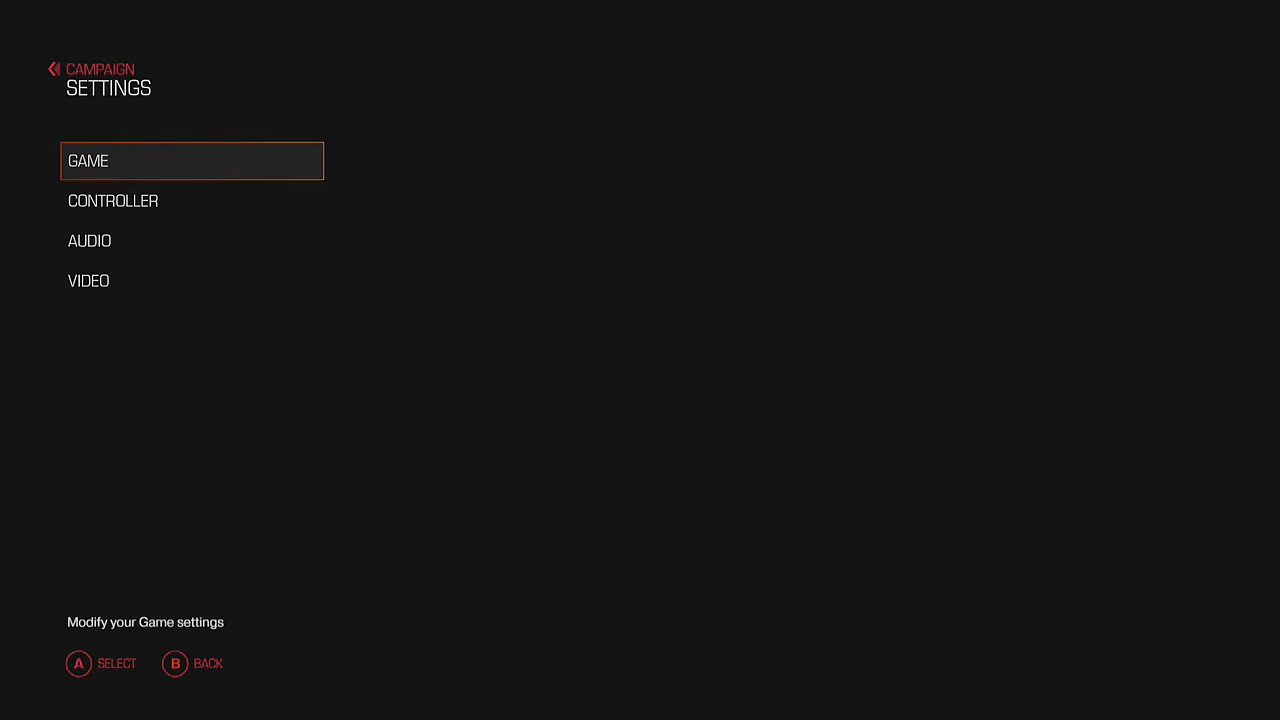 CAMPAIGN
SETTINGS
GAME
CONTROLLER
AUDIO
VIDEO
Modify your Game settings
A SELECT B BACK